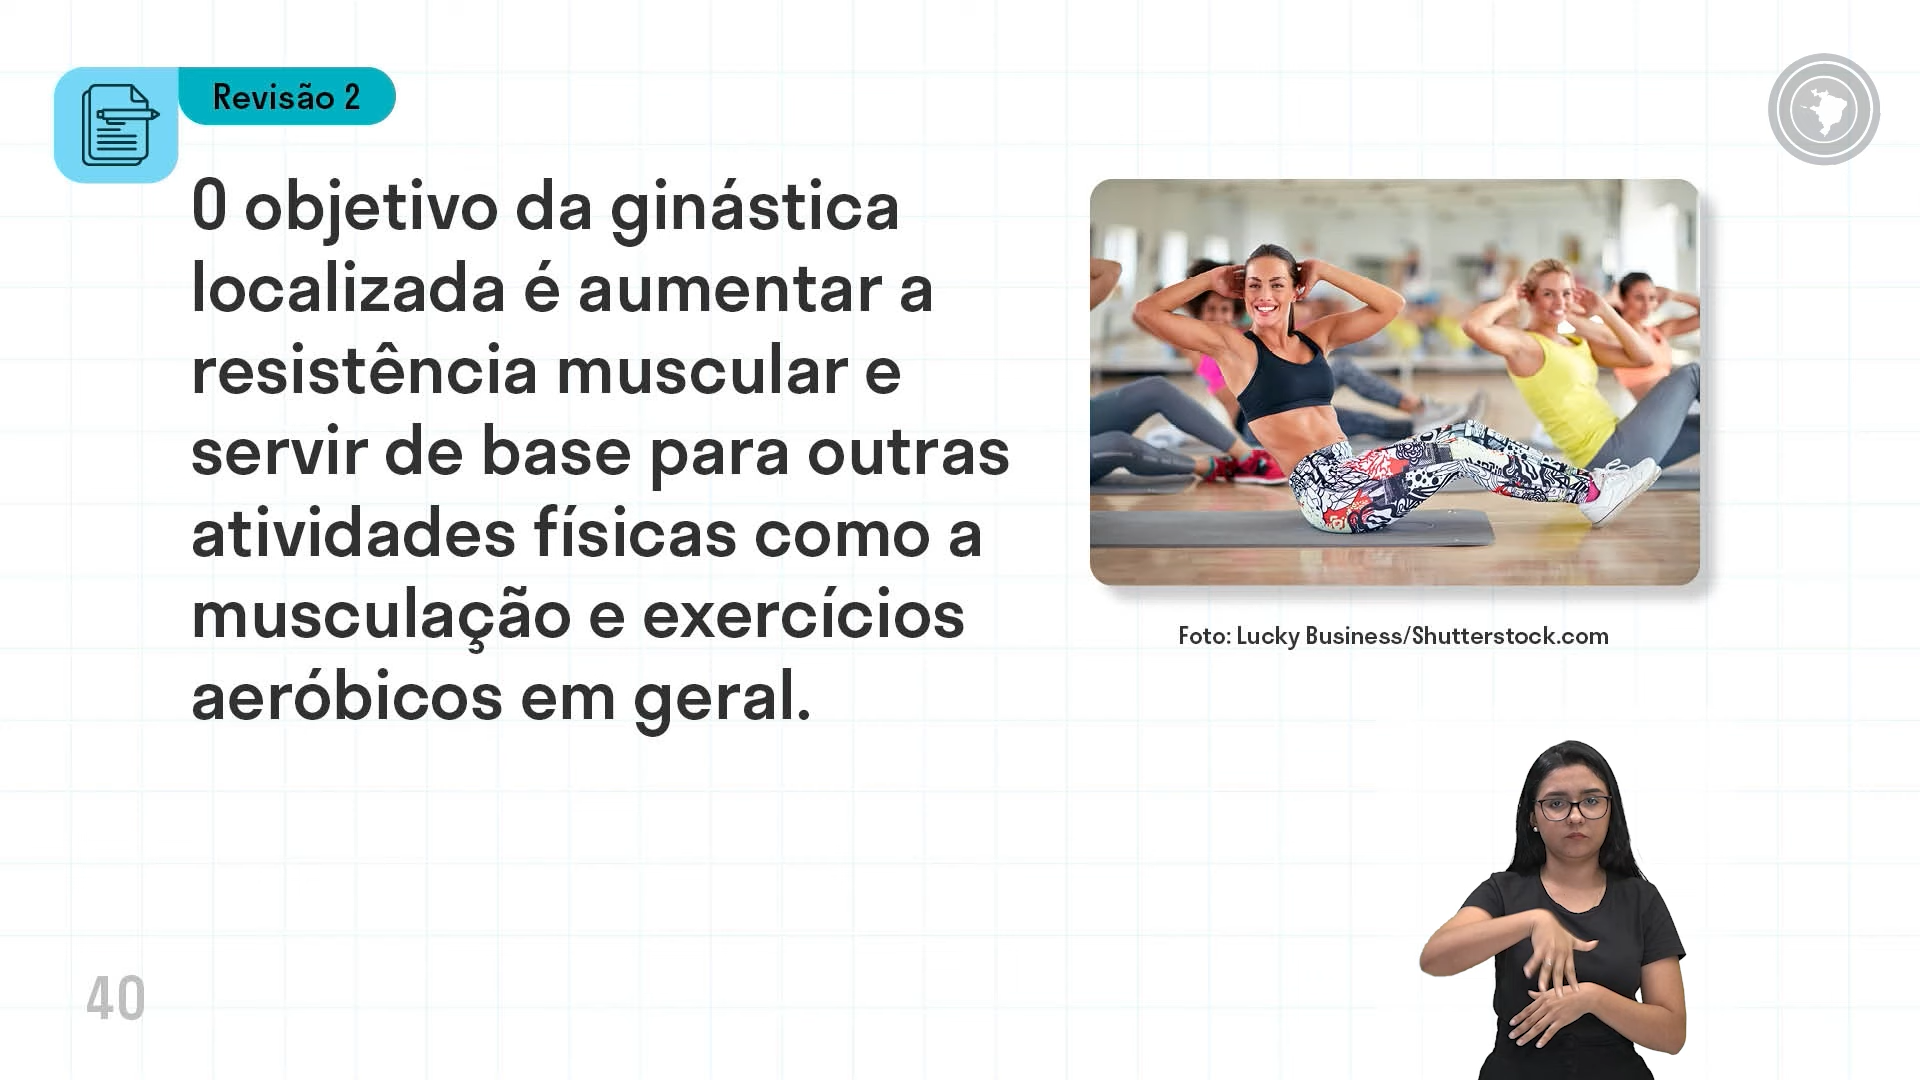 Revisão 2
O objetivo da ginástica
localizada é aumentar a
resistência muscular e
servir de base para outras
atividades físicas como a
musculação e exercícios
aeróbicos em geral.
Foto: Lucky Business/Shutterstock.com
40